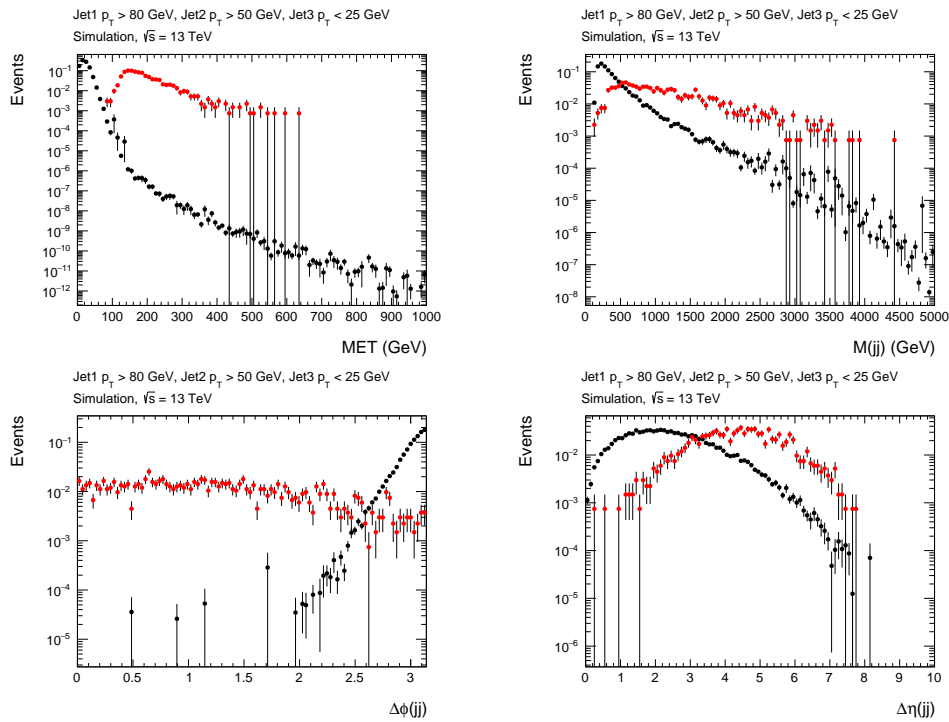 Jet1 p_T > 80 GeV, Jet2 p_T > 50 GeV, Jet3 p_T < 25 GeV
Simulation, √s = 13 TeV
Events
10⁻¹
10⁻²
10⁻³
10⁻⁴
10⁻⁵
10⁻⁶
10⁻⁷
10⁻⁸
10⁻⁹
10⁻¹⁰
10⁻¹¹
10⁻¹²
0 100 200 300 400 500 600 700 800 900 1000
MET (GeV)
Jet1 p_T > 80 GeV, Jet2 p_T > 50 GeV, Jet3 p_T < 25 GeV
Simulation, √s = 13 TeV
Events
10⁻¹
10⁻²
10⁻³
10⁻⁴
10⁻⁵
10⁻⁶
10⁻⁷
10⁻⁸
0 500 1000 1500 2000 2500 3000 3500 4000 4500 5000
M(jj) (GeV)
Jet1 p_T > 80 GeV, Jet2 p_T > 50 GeV, Jet3 p_T < 25 GeV
Simulation, √s = 13 TeV
Events
10⁻¹
10⁻²
10⁻³
10⁻⁴
10⁻⁵
0 0.5 1 1.5 2 2.5 3
Δϕ(jj)
Jet1 p_T > 80 GeV, Jet2 p_T > 50 GeV, Jet3 p_T < 25 GeV
Simulation, √s = 13 TeV
Events
10⁻²
10⁻³
10⁻⁴
10⁻⁵
10⁻⁶
0 1 2 3 4 5 6 7 8 9 10
Δη(jj)